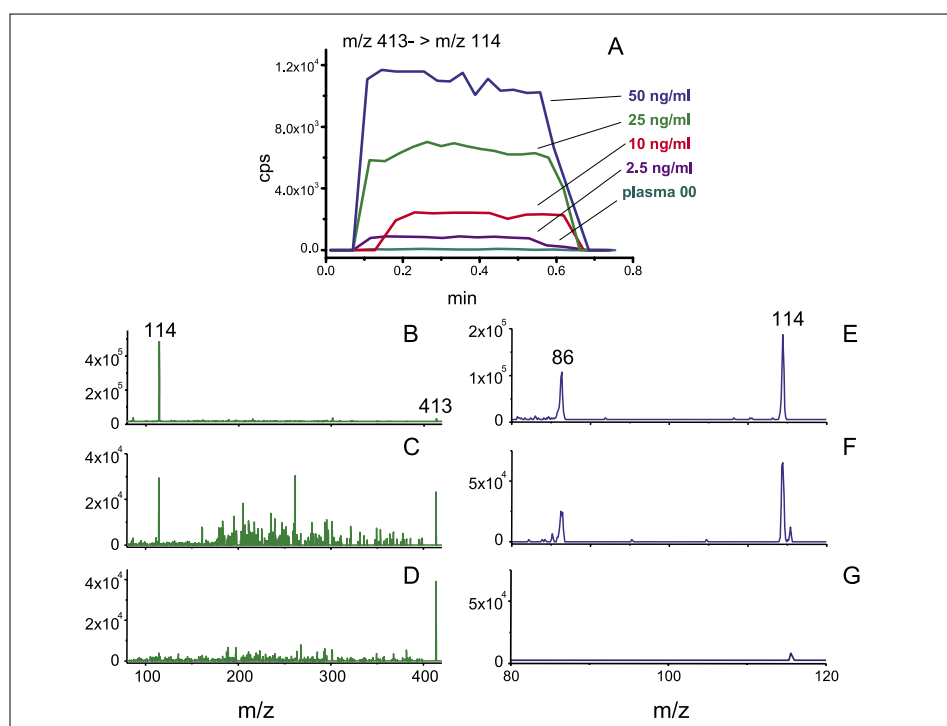 m/z 413- > m/z 114
A
1.2x10⁴
8.0x10³
4.0x10³
0.0
cps
0.0 0.2 0.4 0.6 0.8
min
50 ng/ml
25 ng/ml
10 ng/ml
2.5 ng/ml
plasma 00
B
114
413
4x10⁵
2x10⁵
0
C
4x10⁴
2x10⁴
0
D
4x10⁴
2x10⁴
0
100 200 300 400
m/z
E
86
114
2x10⁵
1x10⁵
0
F
5x10⁴
0
G
5x10⁴
0
80 100 120
m/z